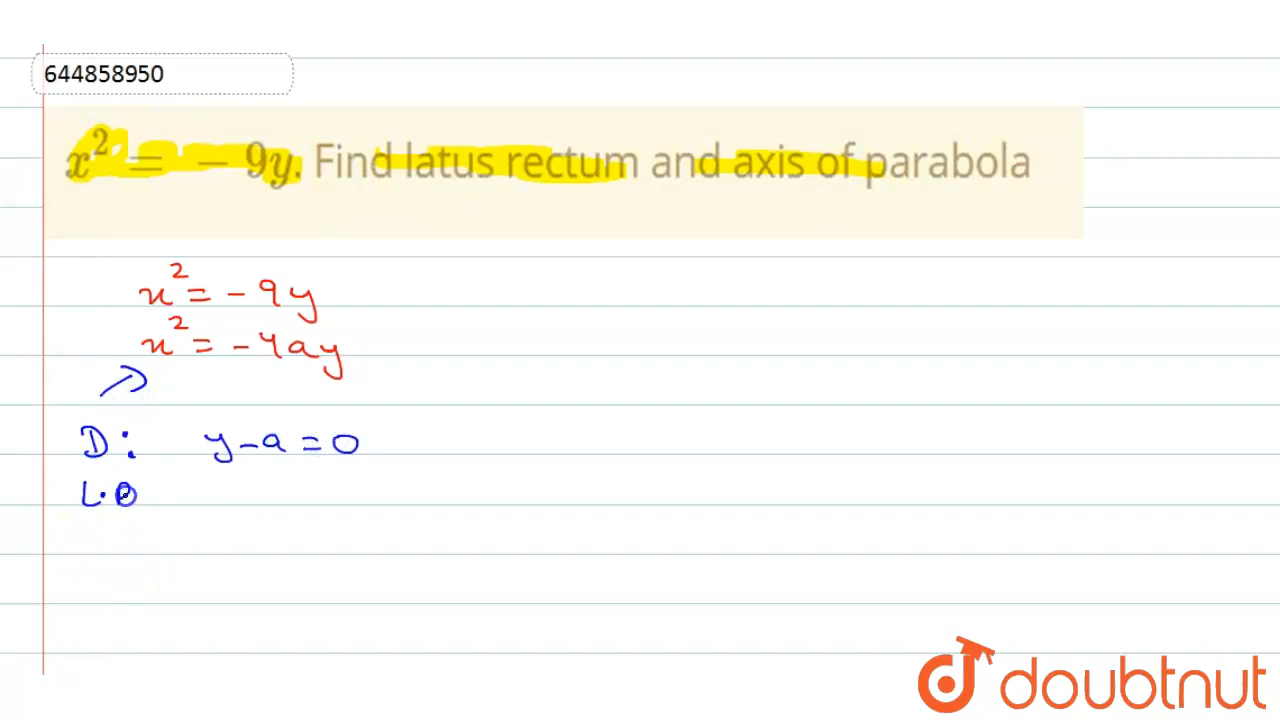 644858950
x² = − 9y. Find latus rectum and axis of parabola
x² = - 9y
x² = - 4ay
D : y - a = 0
L.
doubtnut